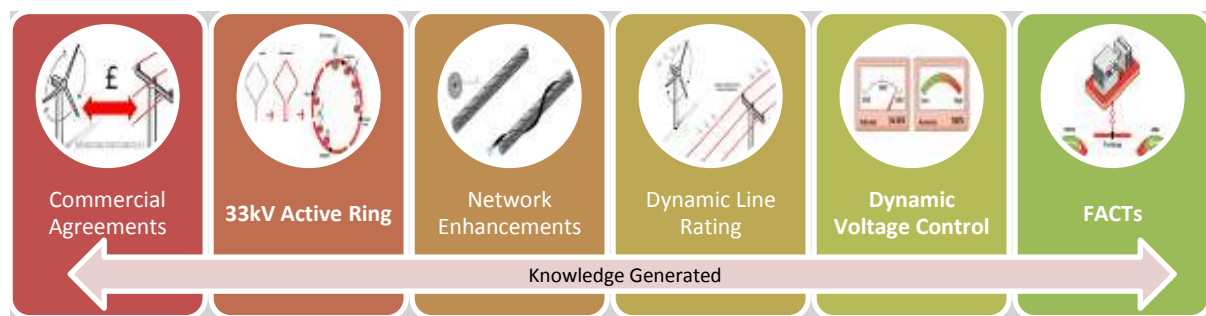 £
Commercial
Agreements
33kV Active Ring
Network
Enhancements
Dynamic Line
Rating
Dynamic
Voltage Control
FACTs
Knowledge Generated